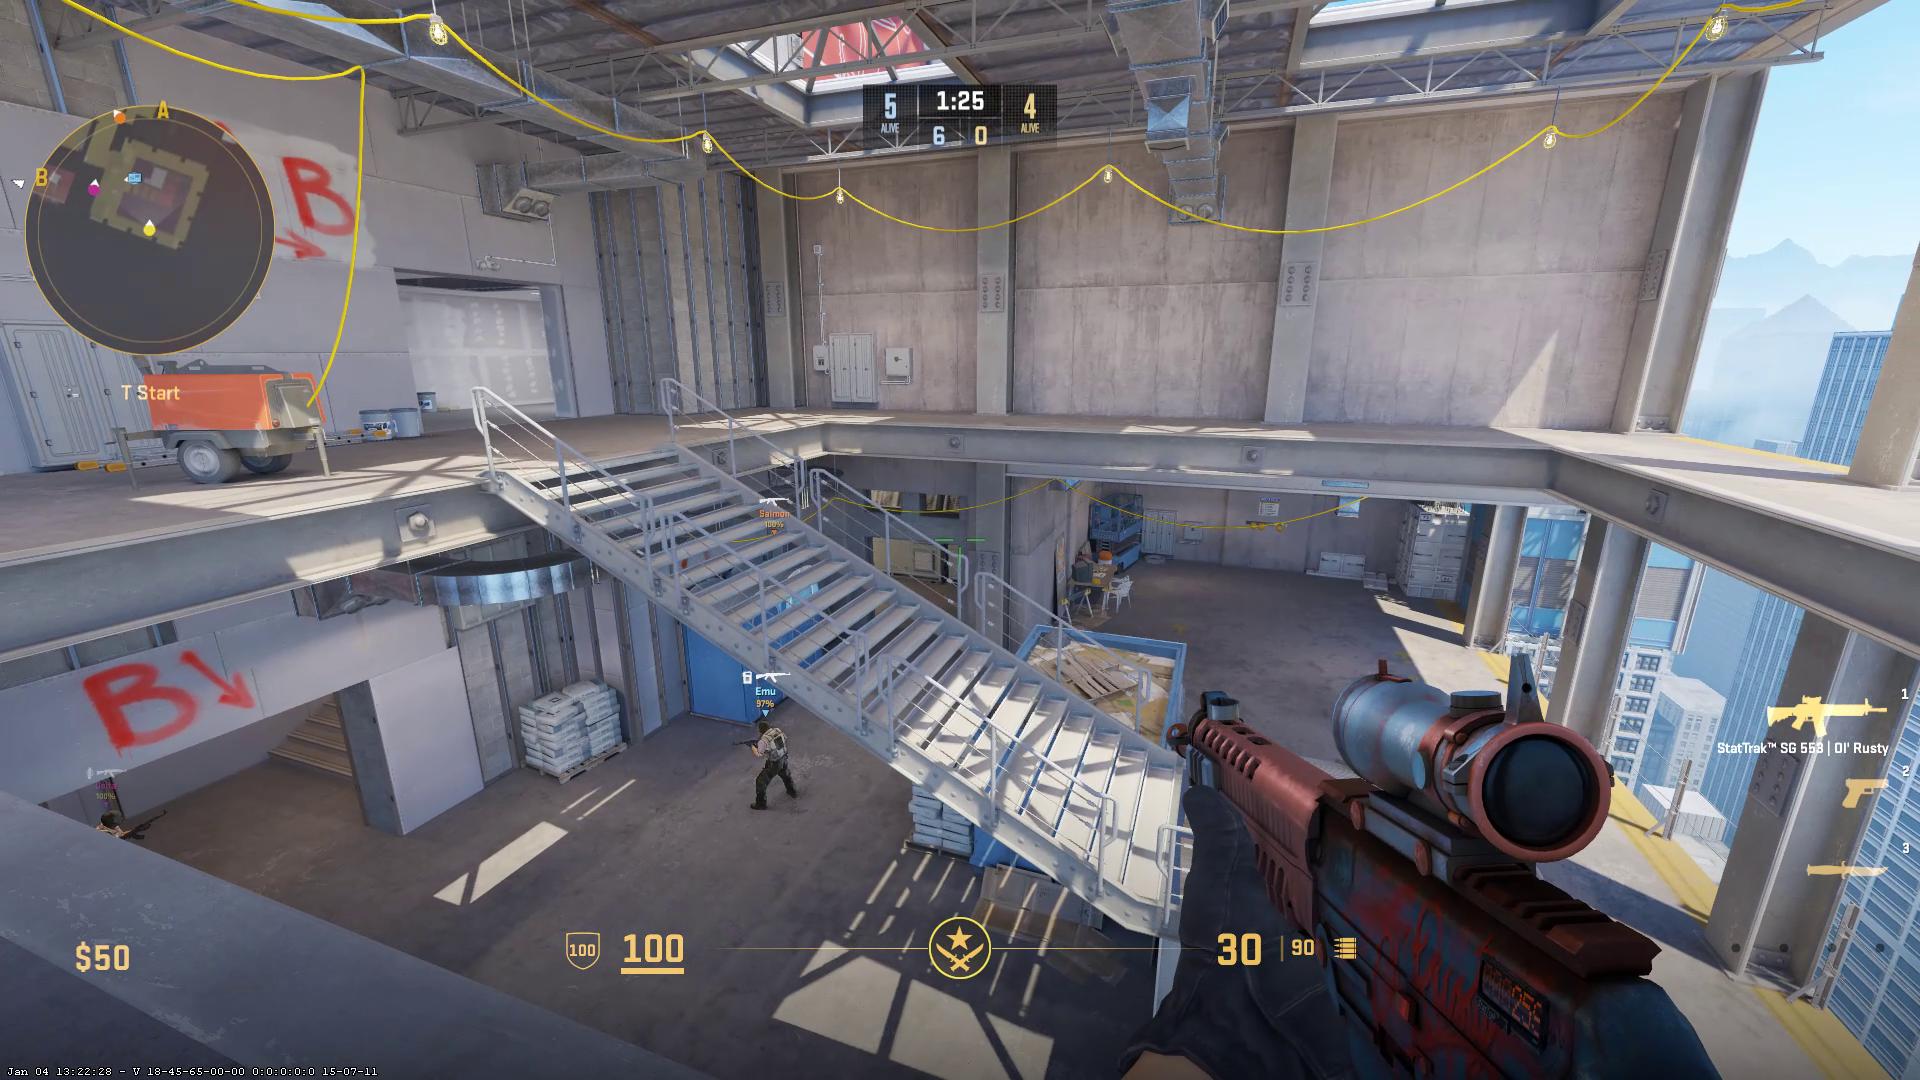 A
B
5
ALIVE
1:25
6
0
4
ALIVE
B
T Start
Salmon
100%
Emu
97%
B
100%
1
StatTrak™ SG 553 | Ol' Rusty
2
3
$50
100
100
30
90
Jan 04 13:22:28 - V 18-45-65-00-00 0:0:0:0:0 15-07-11